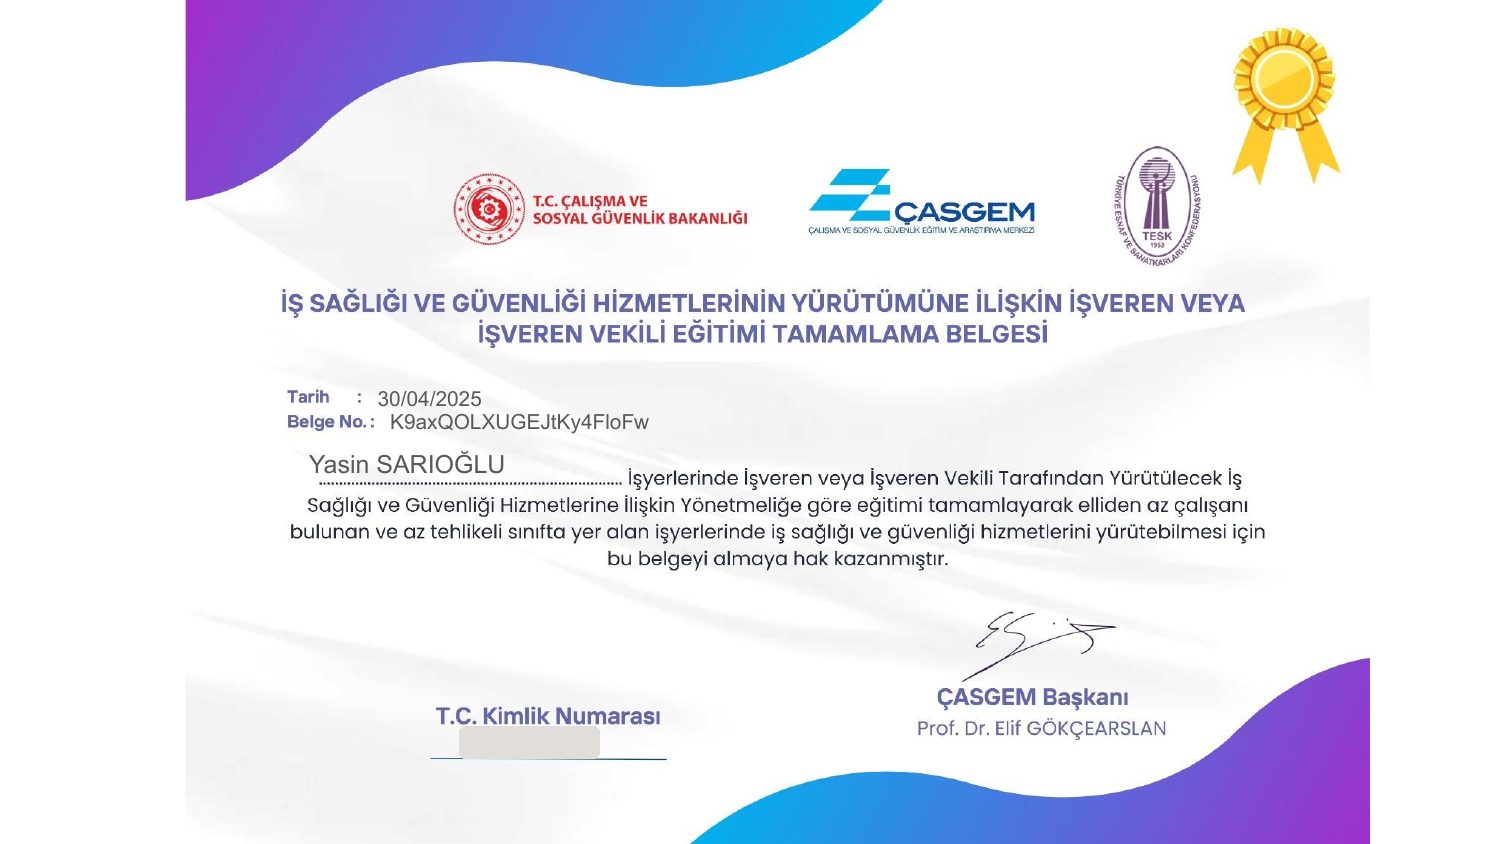 T.C. ÇALIŞMA VE
SOSYAL GÜVENLİK BAKANLIĞI
ÇASGEM
ÇALIŞMA VE SOSYAL GÜVENLİK EĞİTİM VE ARAŞTIRMA MERKEZİ
TÜRKİYE ESNAF VE SANATKARLARI KONFEDERASYONU
TESK
1953
İŞ SAĞLIĞI VE GÜVENLİĞİ HİZMETLERİNİN YÜRÜTÜMÜNE İLİŞKİN İŞVEREN VEYA
İŞVEREN VEKİLİ EĞİTİMİ TAMAMLAMA BELGESİ
Tarih : 30/04/2025
Belge No. : K9axQOLXUGEJtKy4FloFw
Yasin SARIOĞLU
İşyerlerinde İşveren veya İşveren Vekili Tarafından Yürütülecek İş
Sağlığı ve Güvenliği Hizmetlerine İlişkin Yönetmeliğe göre eğitimi tamamlayarak elliden az çalışanı
bulunan ve az tehlikeli sınıfta yer alan işyerlerinde iş sağlığı ve güvenliği hizmetlerini yürütebilmesi için
bu belgeyi almaya hak kazanmıştır.
ÇASGEM Başkanı
Prof. Dr. Elif GÖKÇEARSLAN
T.C. Kimlik Numarası